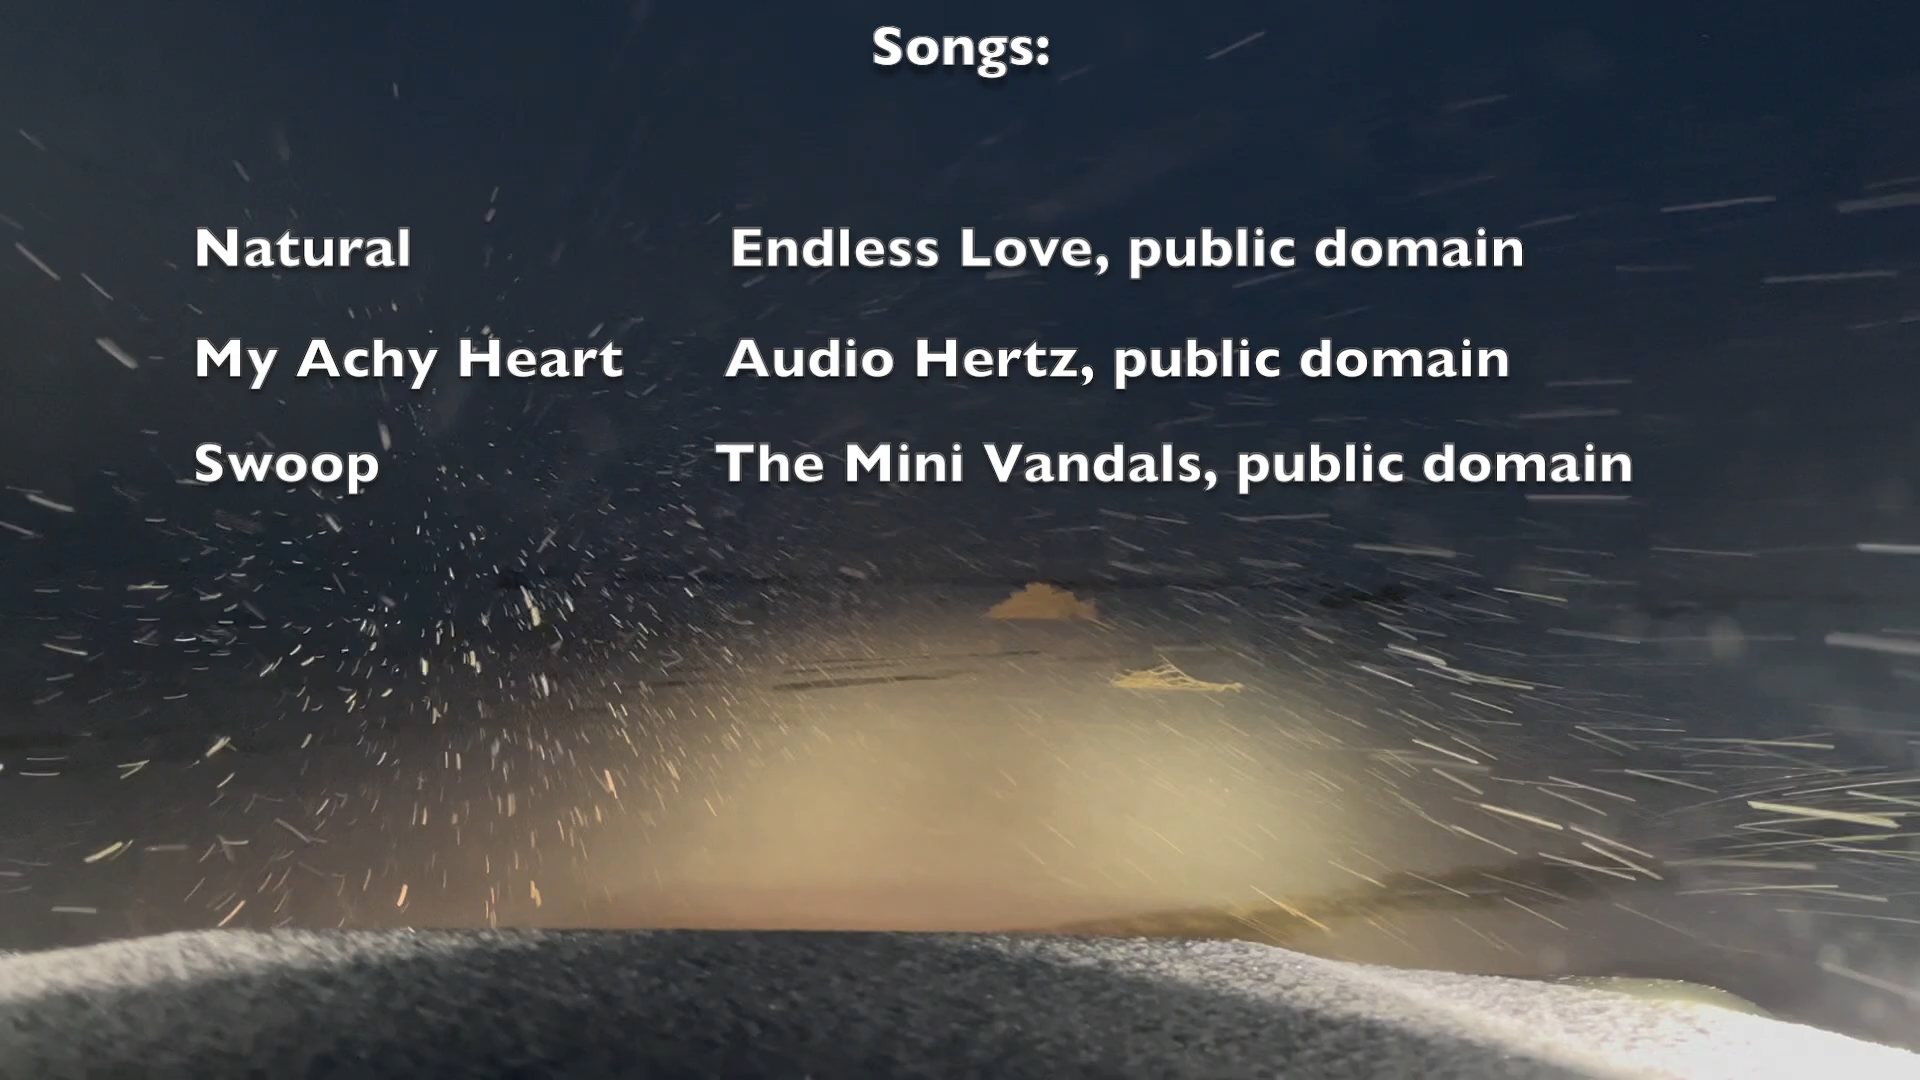 Songs:
Natural Endless Love, public domain
My Achy Heart Audio Hertz, public domain
Swoop The Mini Vandals, public domain